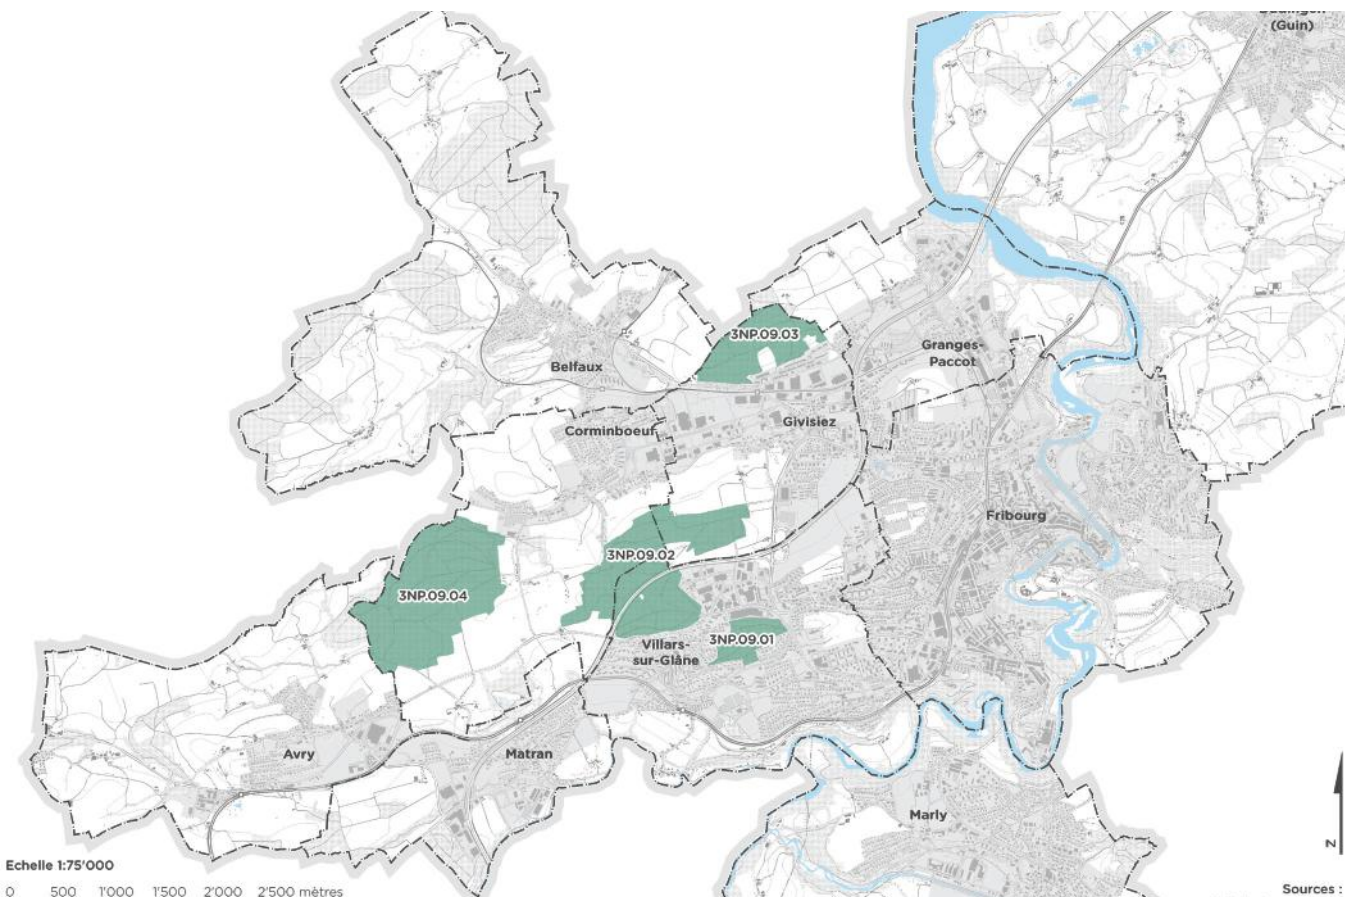 (Guin)
3NP.09.03
Granges-
Paccot
Belfaux
Givisiez
Corminboeuf
Fribourg
3NP.09.02
3NP.09.04
3NP.09.01
Villars-
sur-Glâne
Avry
Matran
Marly
N
Echelle 1:75'000
0 500 1'000 1'500 2'000 2'500 mètres
Sources :